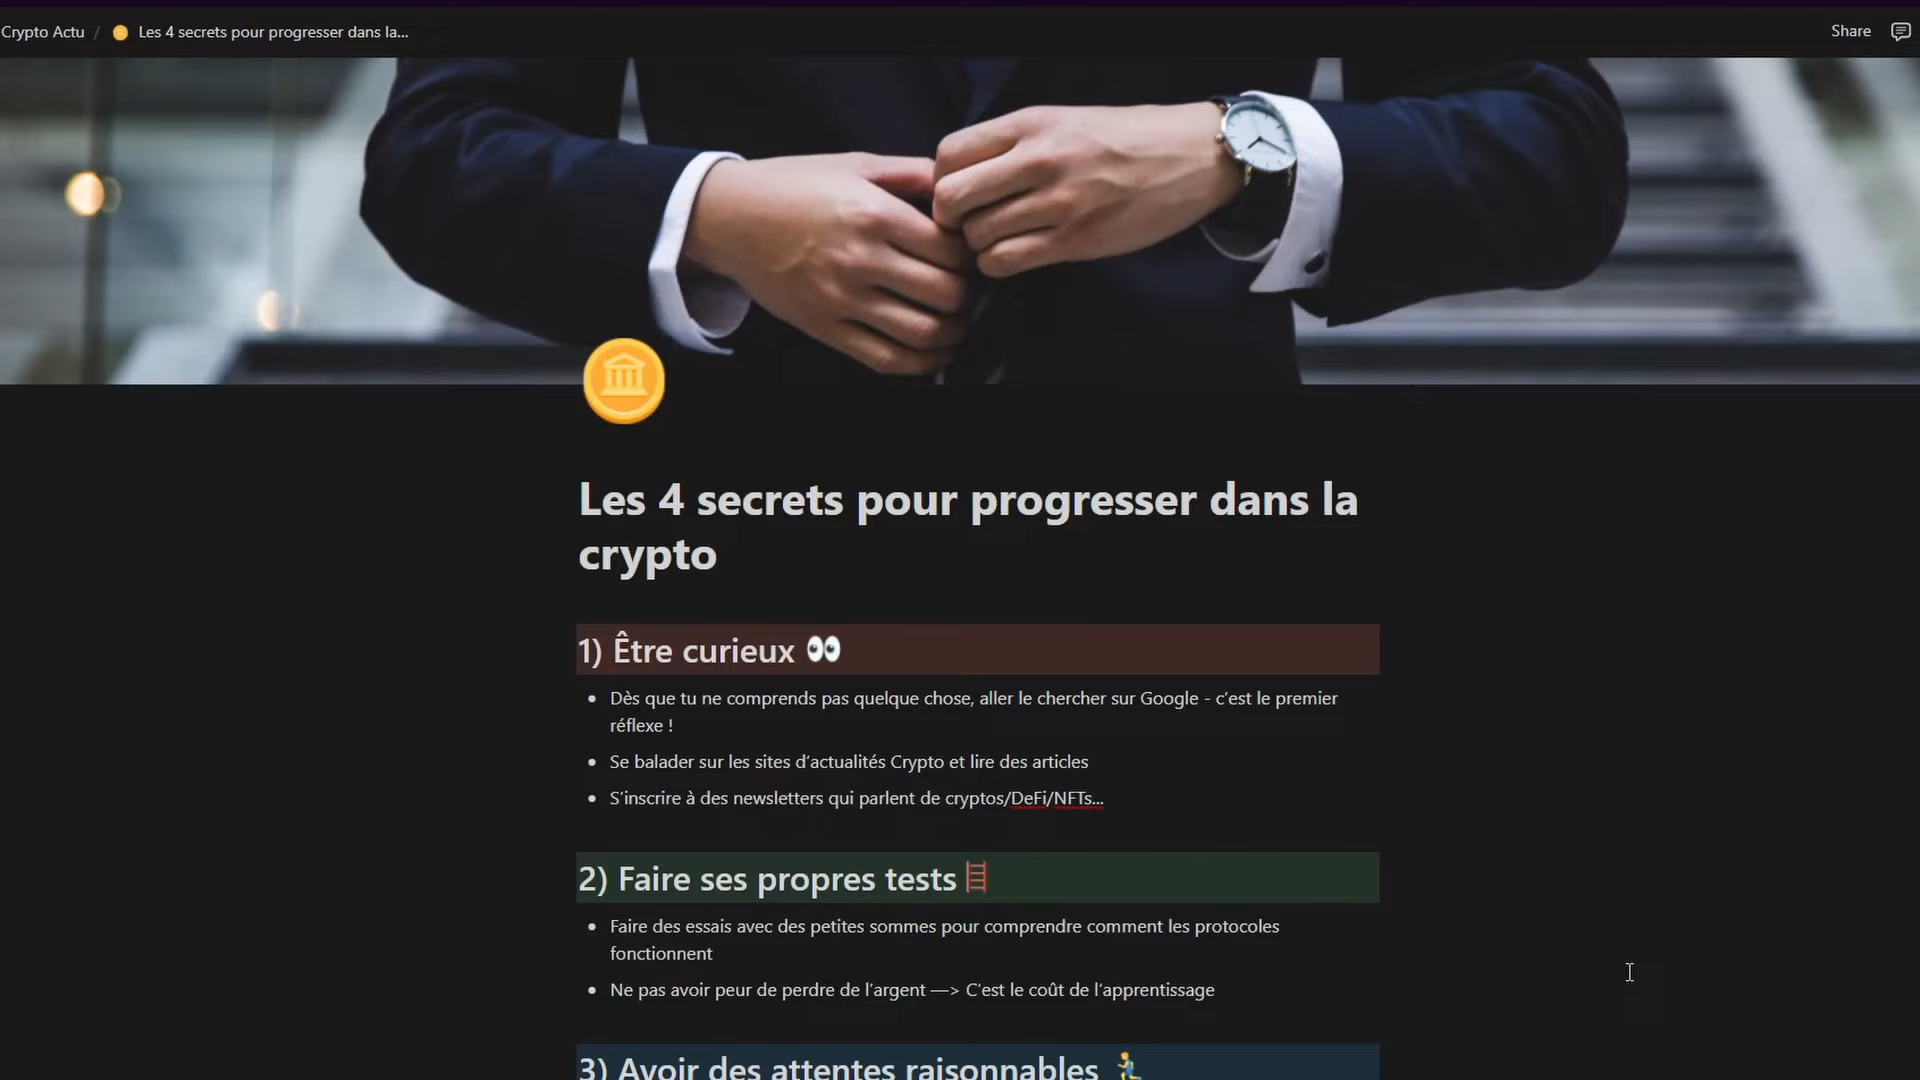 Crypto Actu / Les 4 secrets pour progresser dans la...
Share
Les 4 secrets pour progresser dans la
crypto
1) Être curieux 👀
• Dès que tu ne comprends pas quelque chose, aller le chercher sur Google - c'est le premier
réflexe !
• Se balader sur les sites d'actualités Crypto et lire des articles
• S'inscrire à des newsletters qui parlent de cryptos/DeFi/NFTs...
2) Faire ses propres tests🪜
• Faire des essais avec des petites sommes pour comprendre comment les protocoles
fonctionnent
• Ne pas avoir peur de perdre de l'argent —> C'est le coût de l'apprentissage
3) Avoir des attentes raisonnables 🏃